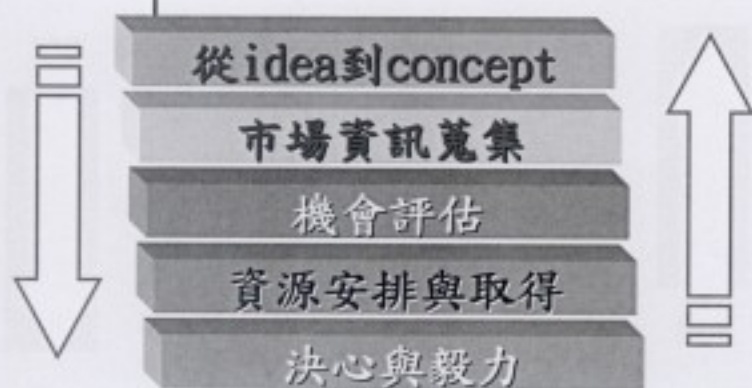 從idea到concept
市場資訊蒐集
機會評估
資源安排與取得
決心與毅力